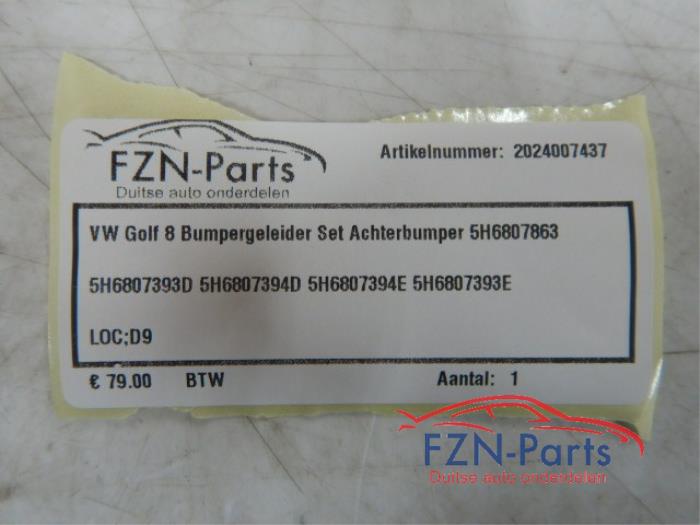 FZN-Parts
Duitse auto onderdelen
Artikelnummer: 2024007437
VW Golf 8 Bumpergeleider Set Achterbumper 5H6807863
5H6807393D 5H6807394D 5H6807394E 5H6807393E
LOC;D9
€ 79.00 BTW Aantal: 1
FZN-Parts
Duitse auto onderdelen